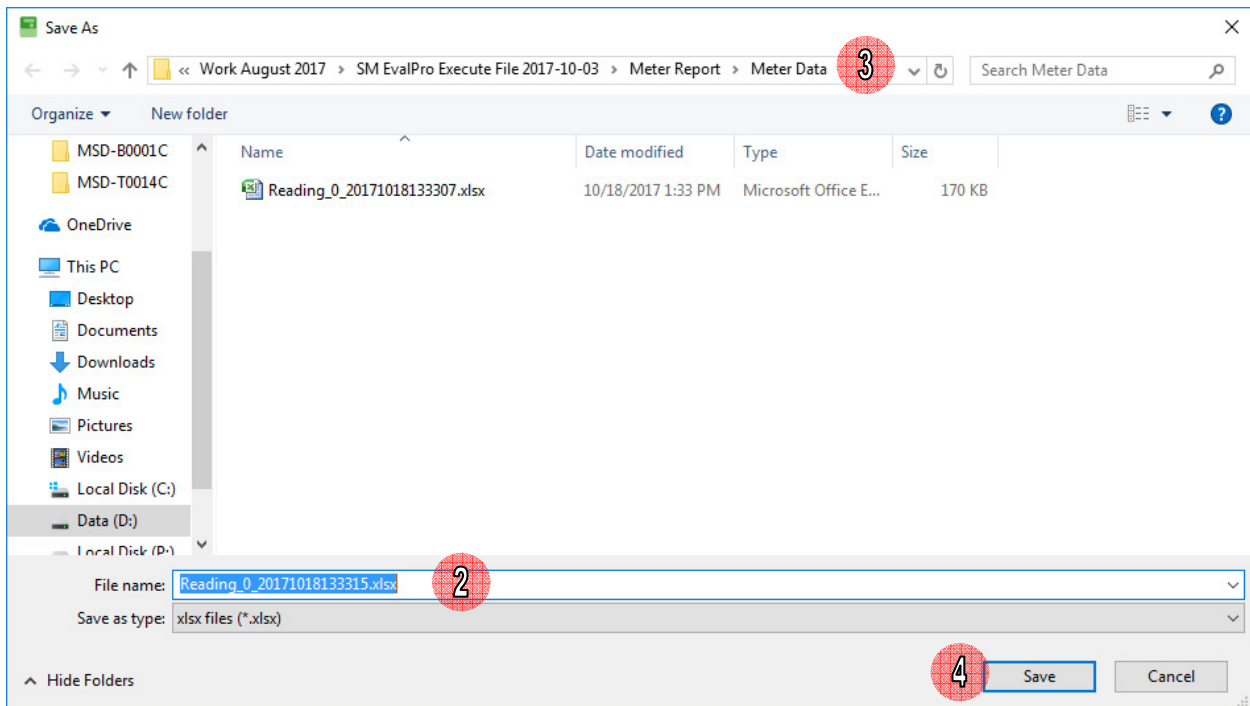 Save As
« Work August 2017 > SM EvalPro Execute File 2017-10-03 > Meter Report > Meter Data 3 Search Meter Data
Organize New folder ?
MSD-B0001C
MSD-T0014C
OneDrive
This PC
Desktop
Documents
Downloads
Music
Pictures
Videos
Local Disk (C:)
Data (D:)
Local Disk (P:)
Name Date modified Type Size
Reading_0_20171018133307.xlsx 10/18/2017 1:33 PM Microsoft Office E... 170 KB
File name: Reading_0_20171018133315.xlsx 2
Save as type: xlsx files (*.xlsx)
Hide Folders 4 Save Cancel